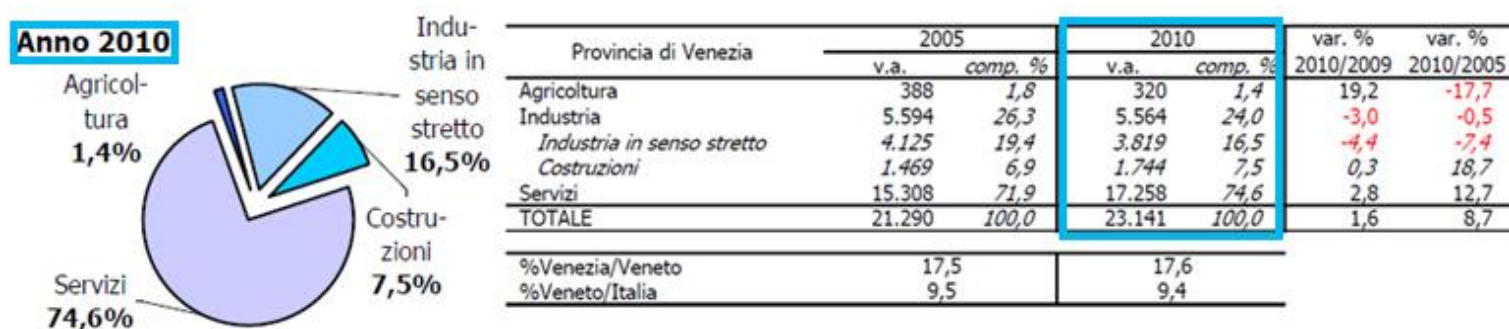 Anno 2010
Agricol-
tura
1,4%
Indu-
stria in
senso
stretto
16,5%
Costru-
zioni
7,5%
Servizi
74,6%
Provincia di Venezia 2005 2010 var. % var. %
v.a. comp. % v.a. comp. % 2010/2009 2010/2005
Agricoltura 388 1,8 320 1,4 19,2 -17,7
Industria 5.594 26,3 5.564 24,0 -3,0 -0,5
Industria in senso stretto 4.125 19,4 3.819 16,5 -4,4 -7,4
Costruzioni 1.469 6,9 1.744 7,5 0,3 18,7
Servizi 15.308 71,9 17.258 74,6 2,8 12,7
TOTALE 21.290 100,0 23.141 100,0 1,6 8,7
%Venezia/Veneto 17,5 17,6
%Veneto/Italia 9,5 9,4